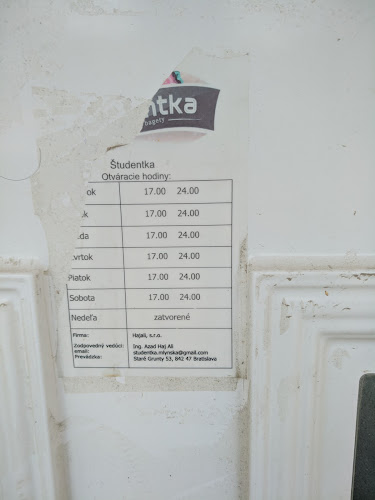 ntka
bagety
Študentka
Otváracie hodiny:
ok 17.00 24.00
k 17.00 24.00
da 17.00 24.00
vrtok 17.00 24.00
Piatok 17.00 24.00
Sobota 17.00 24.00
Nedeľa zatvorené
Firma: Hajali, s.r.o.
Zodpovedný vedúci: Ing. Azad Haj Ali
email: studentka.mlynska@gmail.com
Prevádzka: Staré Grunty 53, 842 47 Bratislava